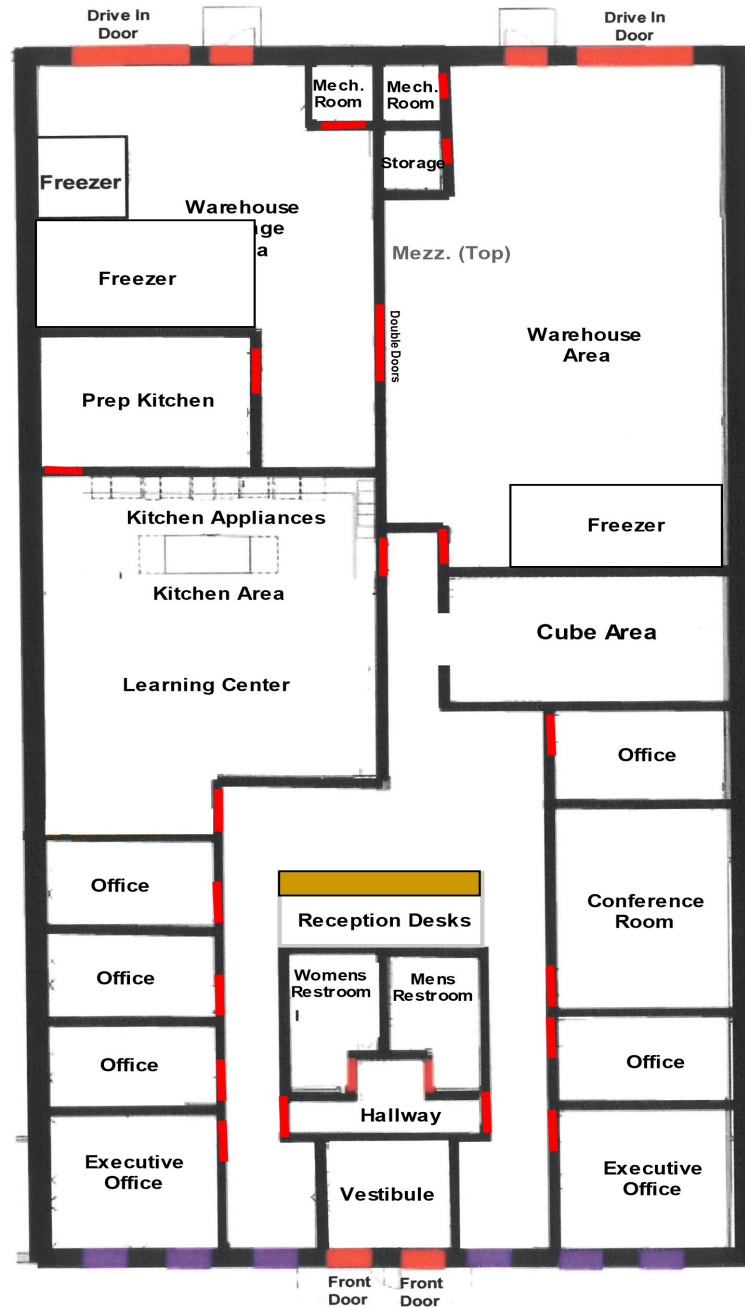 Drive In
Door
Drive In
Door
Mech.
Room
Mech.
Room
Storage
Freezer
Warehouse
age
a
Mezz. (Top)
Freezer
Double Doors
Warehouse
Area
Prep Kitchen
Kitchen Appliances
Freezer
Kitchen Area
Cube Area
Learning Center
Office
Office
Conference
Room
Reception Desks
Office
Womens
Restroom
Mens
Restroom
Office
Office
Hallway
Executive
Office
Executive
Office
Vestibule
Front
Door
Front
Door